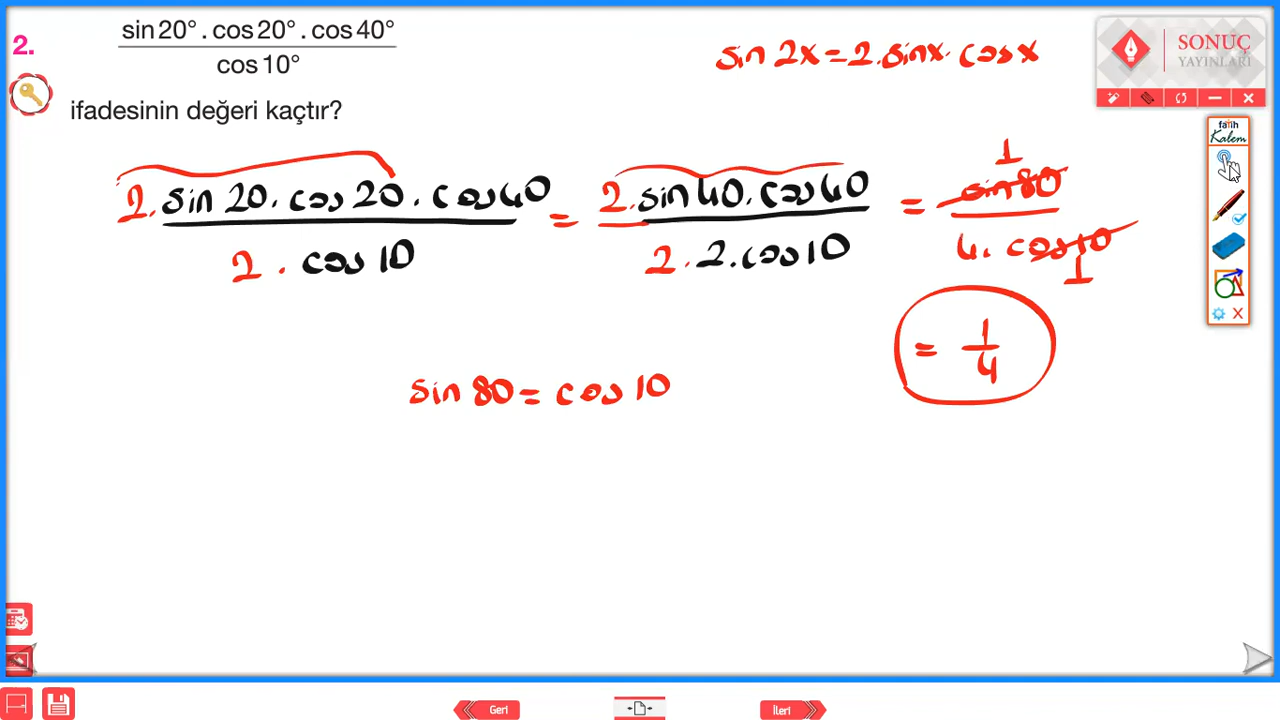 2. sin20° . cos20° . cos40°
cos10°
ifadesinin değeri kaçtır?
sin 2x = 2.sinx. cosx
SONUÇ
YAYINLARI
fatih
Kalem
2. sin 20. cos 20. cos 40 = 2. sin 40. cos 40 = sin 80
2 . cos 10
2. 2. cos 10
4. cos 10
1
1
= 1
4
sin 80 = cos 10
Geri
İleri